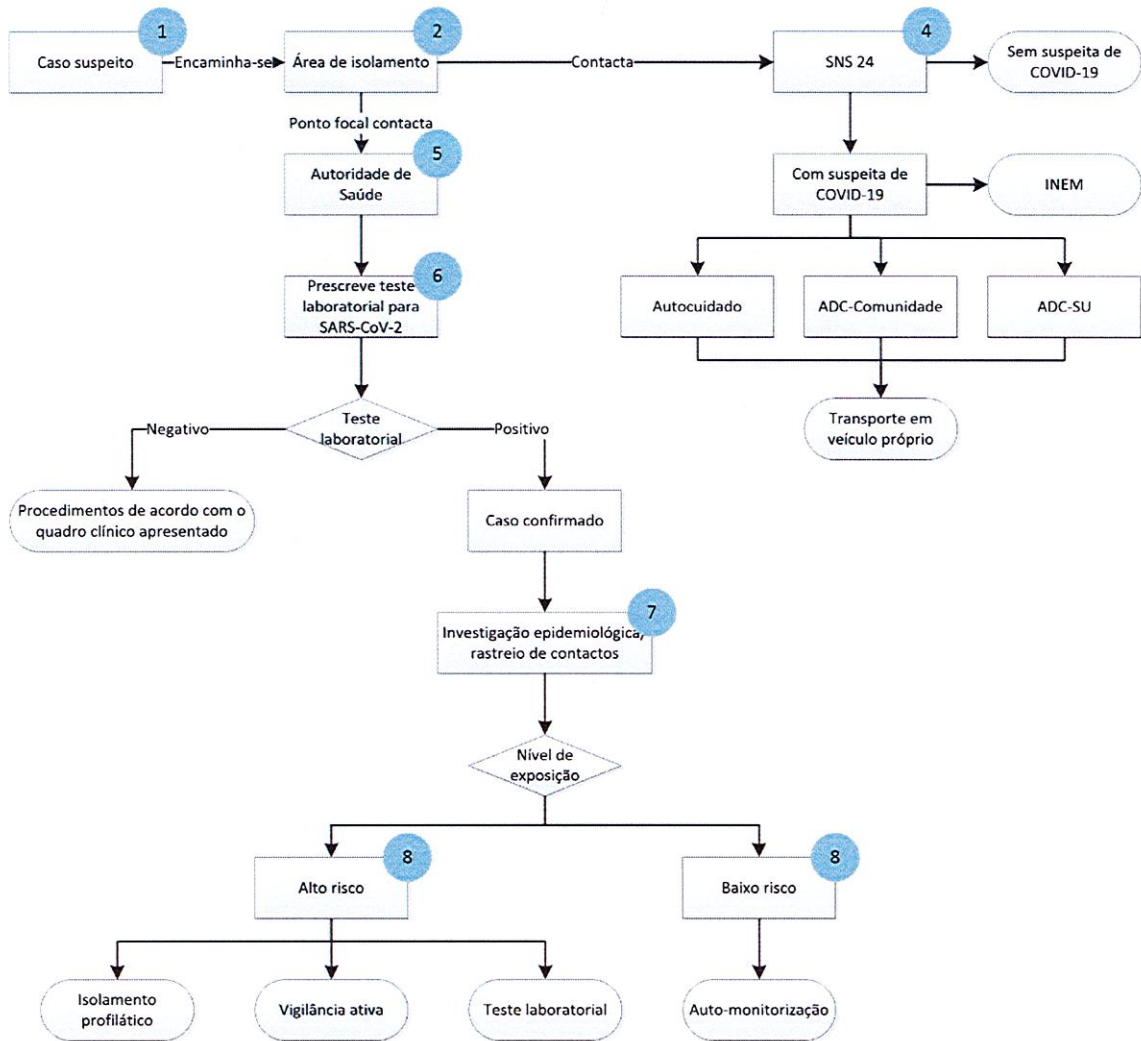 1
2
4
Caso suspeito
Encaminha-se
Área de isolamento
Contacta
SNS 24
Sem suspeita de
COVID-19
Ponto focal contacta
5
Autoridade de
Saúde
Com suspeita de
COVID-19
INEM
6
Prescreve teste
laboratorial para
SARS-CoV-2
Autocuidado
ADC-Comunidade
ADC-SU
Negativo
Teste
laboratorial
Positivo
Transporte em
veículo próprio
Procedimentos de acordo com o
quadro clínico apresentado
Caso confirmado
7
Investigação epidemiológica,
rastreio de contactos
Nível de
exposição
8
8
Alto risco
Baixo risco
Isolamento
profilático
Vigilância ativa
Teste laboratorial
Auto-monitorização